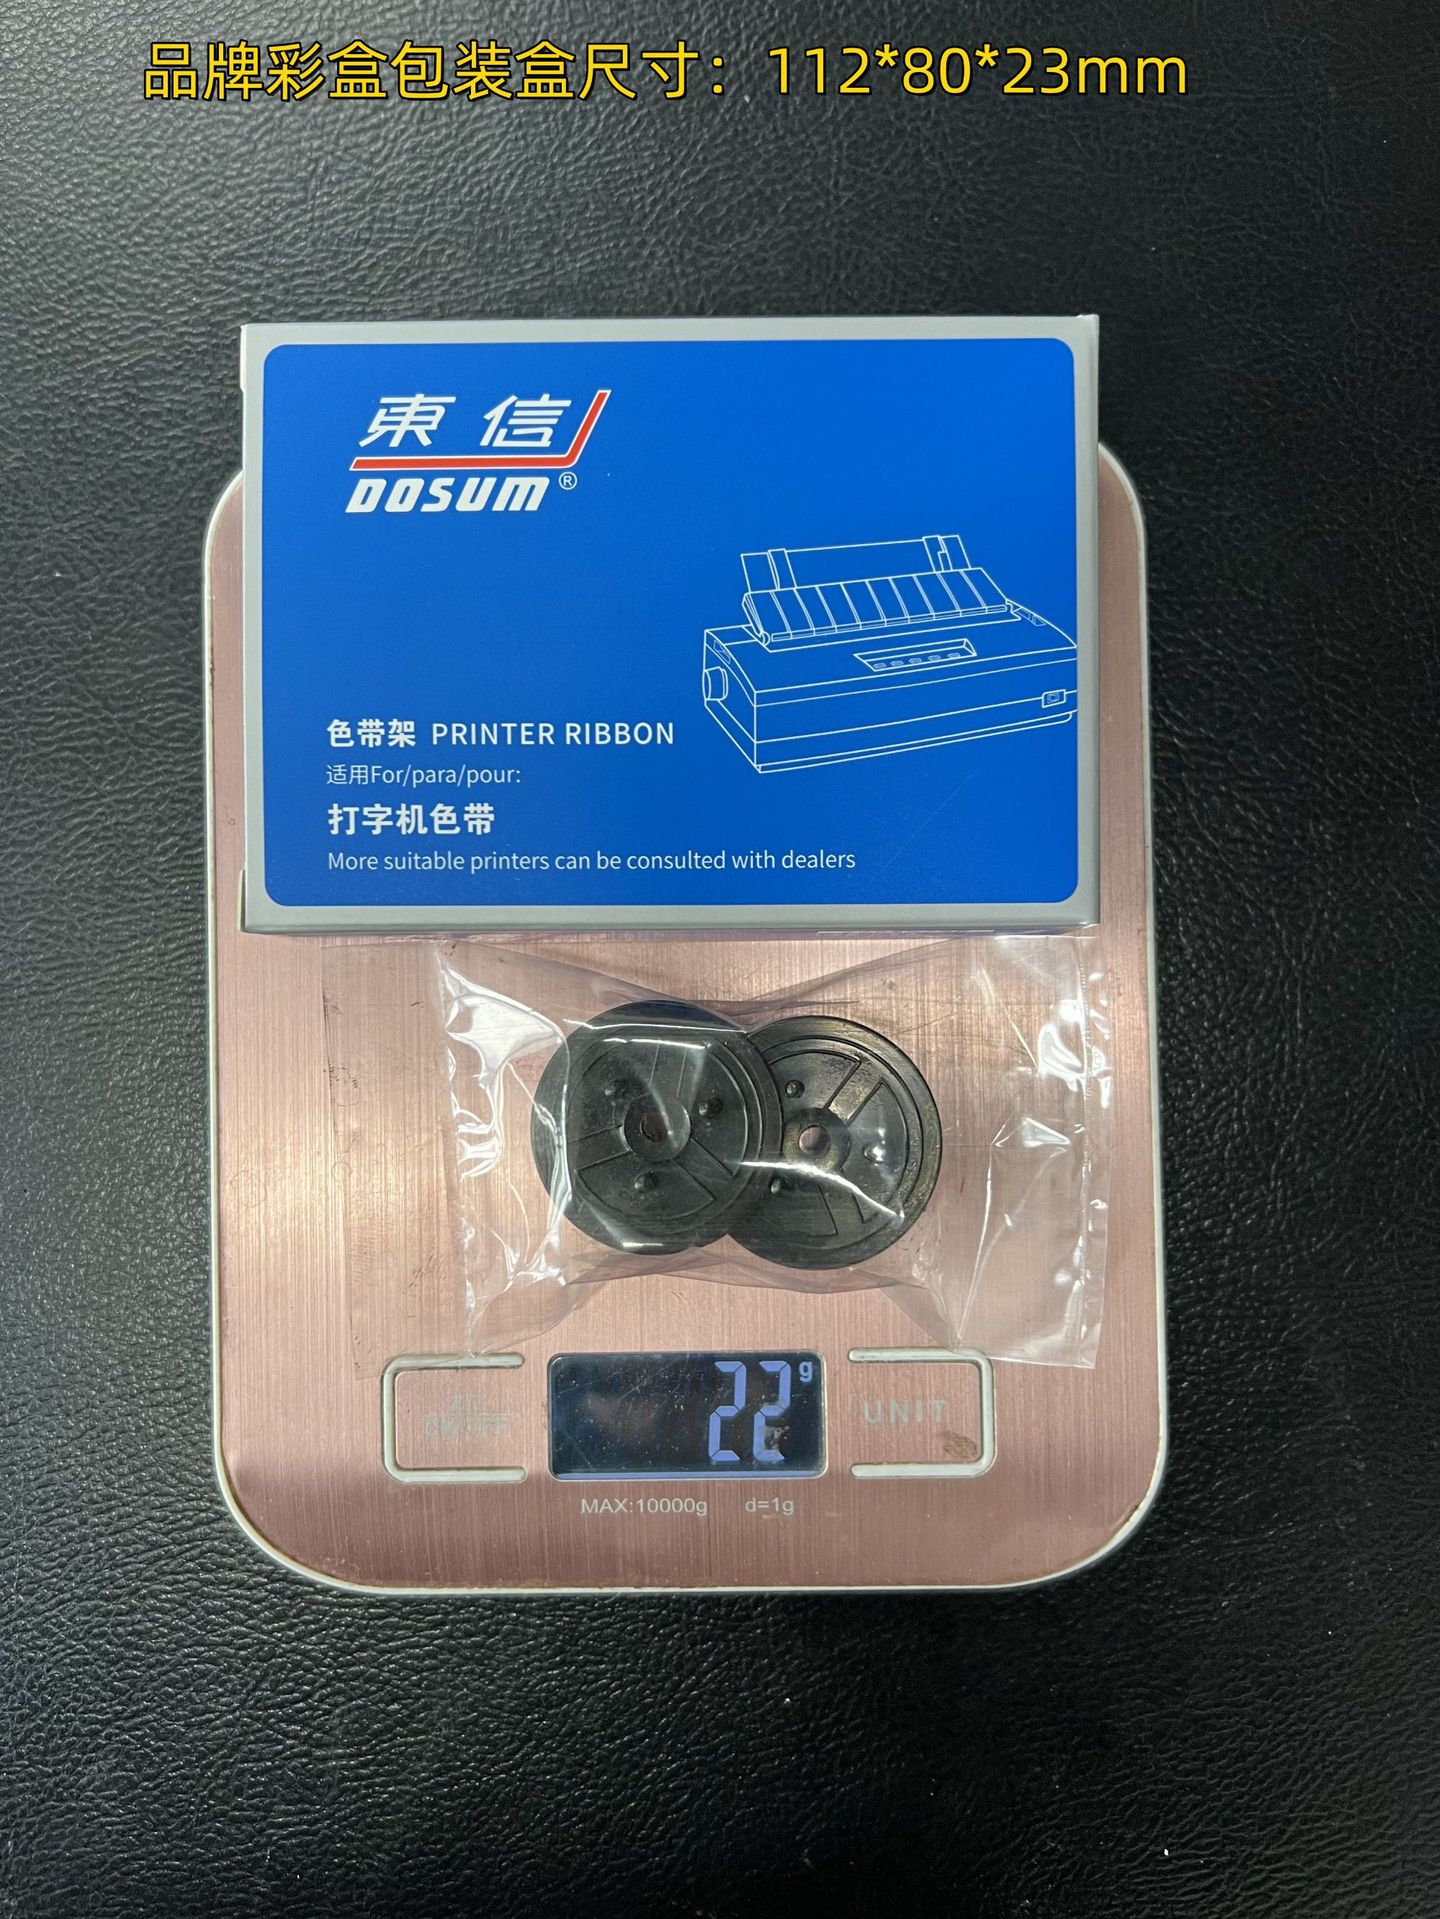 品牌彩盒包装盒尺寸：112*80*23mm
東信
DOSUM®
色带架 PRINTER RIBBON
适用For/para/pour:
打字机色带
More suitable printers can be consulted with dealers
22g
UNIT
MAX:10000g d=1g